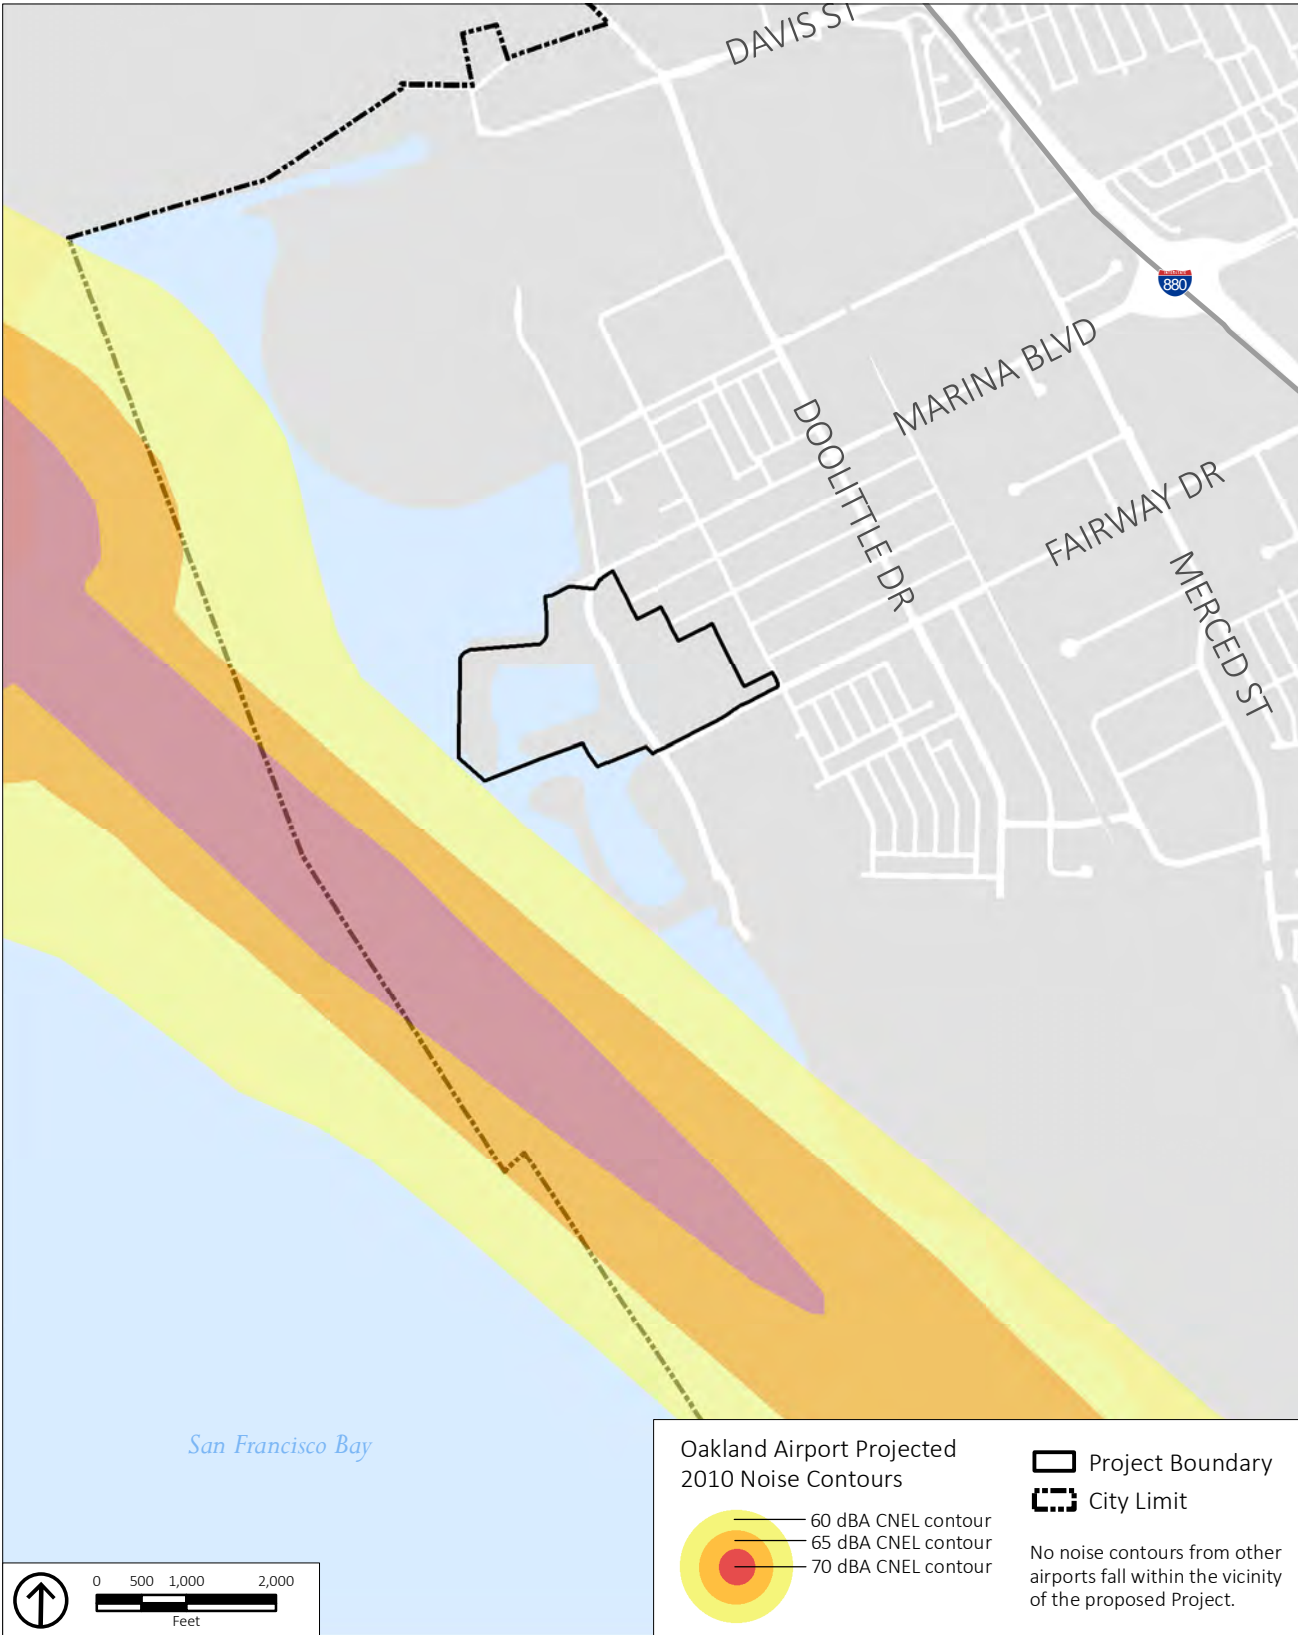 DAVIS ST
INTERSTATE
880
MARINA BLVD
DOOLITTLE DR
FAIRWAY DR
MERCED ST
San Francisco Bay
Oakland Airport Projected
2010 Noise Contours
60 dBA CNEL contour
65 dBA CNEL contour
70 dBA CNEL contour
Project Boundary
City Limit
No noise contours from other
airports fall within the vicinity
of the proposed Project.
0 500 1,000 2,000
Feet